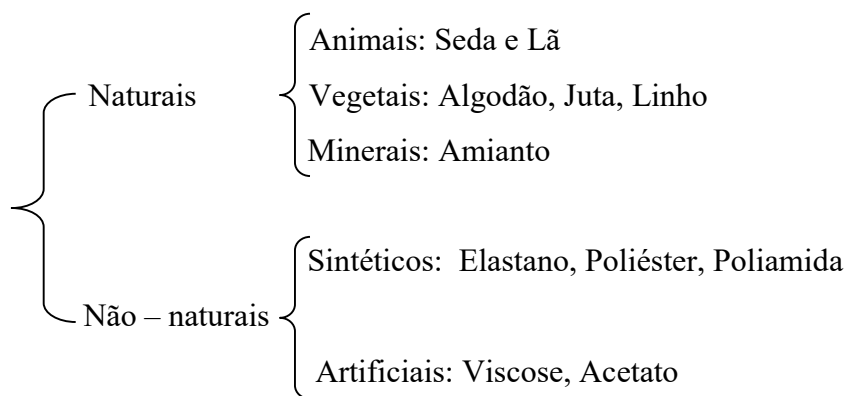 Animais: Seda e Lã
Naturais
Vegetais: Algodão, Juta, Linho
Minerais: Amianto
Sintéticos: Elastano, Poliéster, Poliamida
Não – naturais
Artificiais: Viscose, Acetato